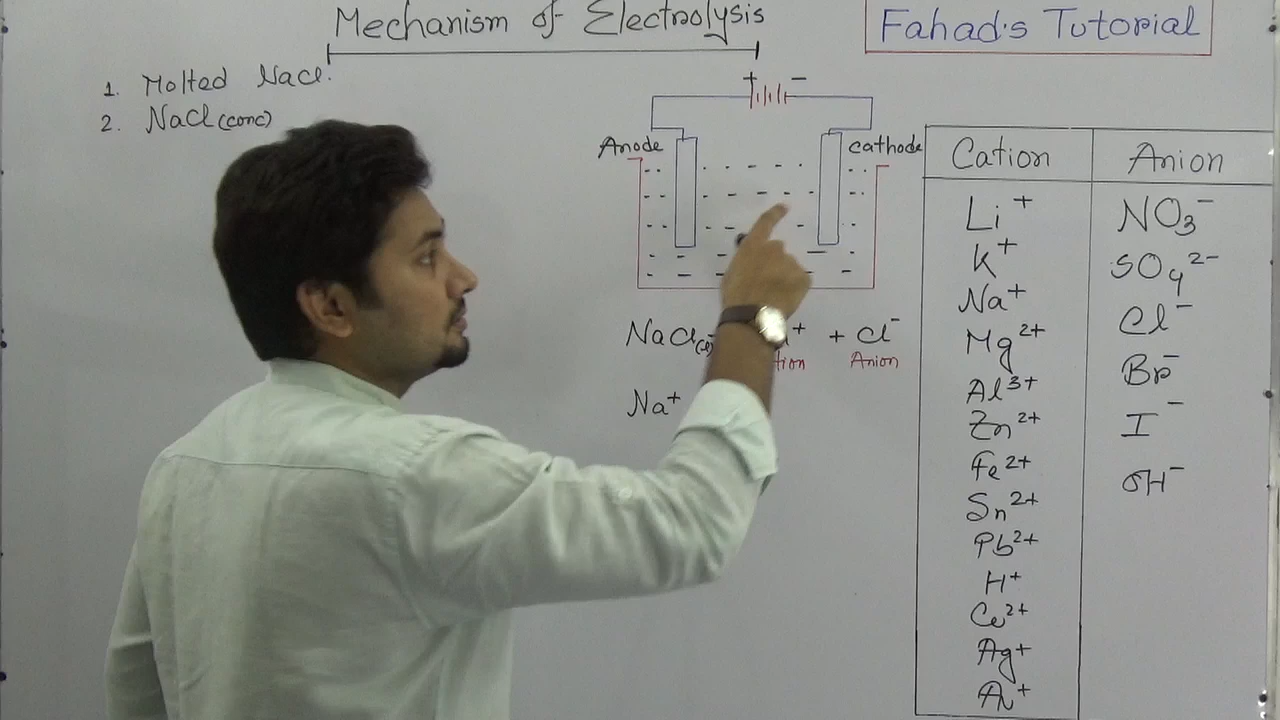 Mechanism of Electrolysis
Fahad's Tutorial
1. Molted NaCl.
2. NaCl (conc)
+ −
Anode
Cathode
NaCl + Cl⁻
Anion
Na⁺
Cation Anion
Li⁺ NO₃⁻
K⁺ SO₄²⁻
Na⁺ Cl⁻
Mg²⁺ Br⁻
Al³⁺ I⁻
Zn²⁺ OH⁻
Fe²⁺
Sn²⁺
Pb²⁺
H⁺
Cu²⁺
Ag⁺
Au⁺